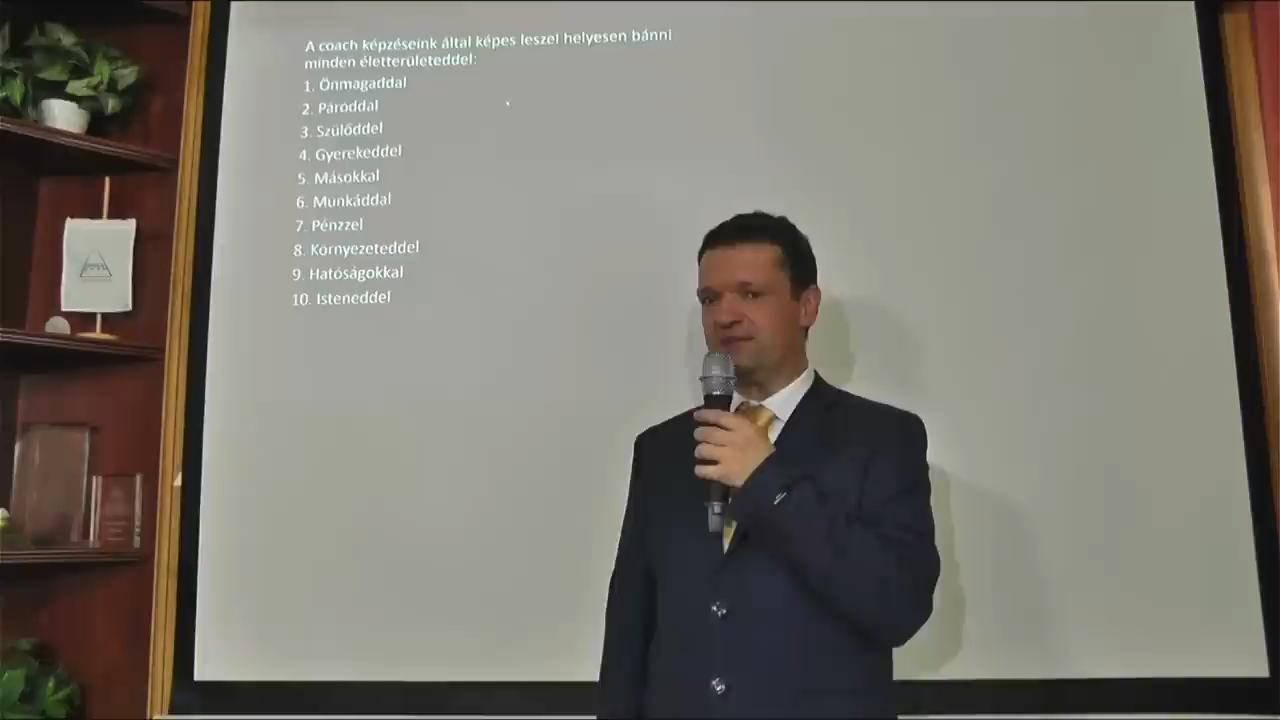 A coach képzéseink által képes leszel helyesen bánni
minden életterületeddel:
1. Önmagaddal
2. Pároddal
3. Szülőddel
4. Gyerekeddel
5. Másokkal
6. Munkáddal
7. Pénzzel
8. Környezeteddel
9. Hatóságokkal
10. Isteneddel